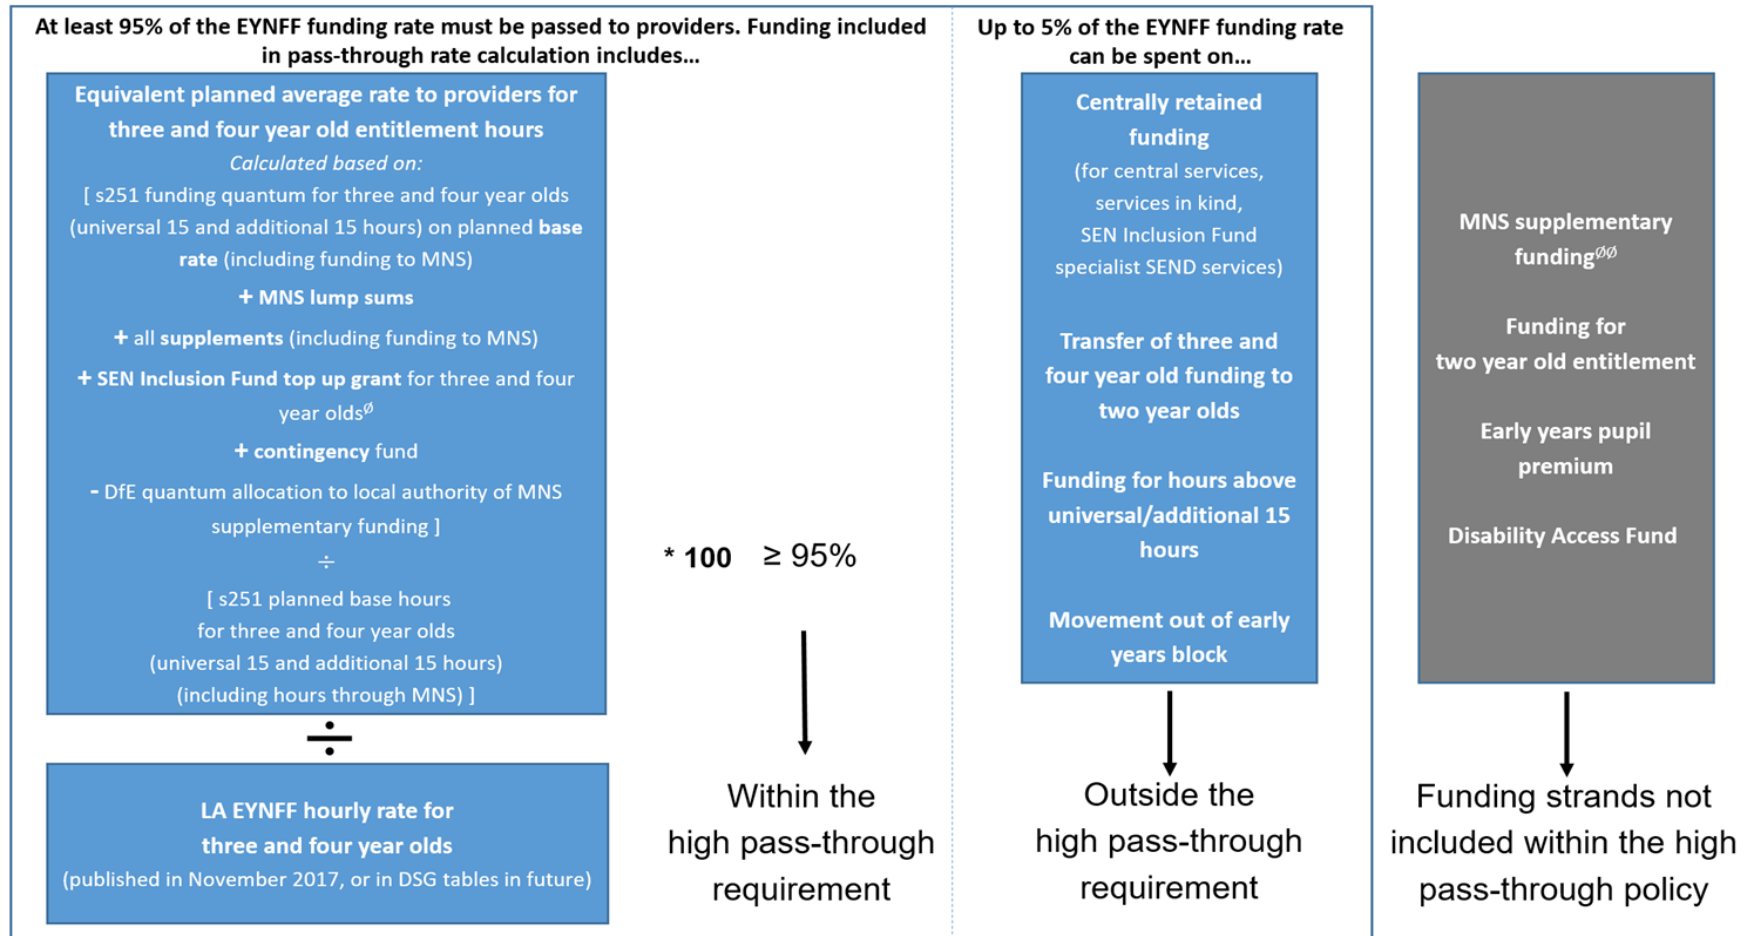 At least 95% of the EYNFF funding rate must be passed to providers. Funding included
in pass-through rate calculation includes...
Equivalent planned average rate to providers for
three and four year old entitlement hours
Calculated based on:
[ s251 funding quantum for three and four year olds
(universal 15 and additional 15 hours) on planned base
rate (including funding to MNS)
+ MNS lump sums
+ all supplements (including funding to MNS)
+ SEN Inclusion Fund top up grant for three and four
year olds^ø
+ contingency fund
- DfE quantum allocation to local authority of MNS
supplementary funding ]
÷
[ s251 planned base hours
for three and four year olds
(universal 15 and additional 15 hours)
(including hours through MNS) ]
÷
LA EYNFF hourly rate for
three and four year olds
(published in November 2017, or in DSG tables in future)
* 100 ≥ 95%
Within the
high pass-through
requirement
Up to 5% of the EYNFF funding rate
can be spent on...
Centrally retained
funding
(for central services,
services in kind,
SEN Inclusion Fund
specialist SEND services)
Transfer of three and
four year old funding to
two year olds
Funding for hours above
universal/additional 15
hours
Movement out of early
years block
Outside the
high pass-through
requirement
MNS supplementary
funding^øø
Funding for
two year old entitlement
Early years pupil
premium
Disability Access Fund
Funding strands not
included within the high
pass-through policy